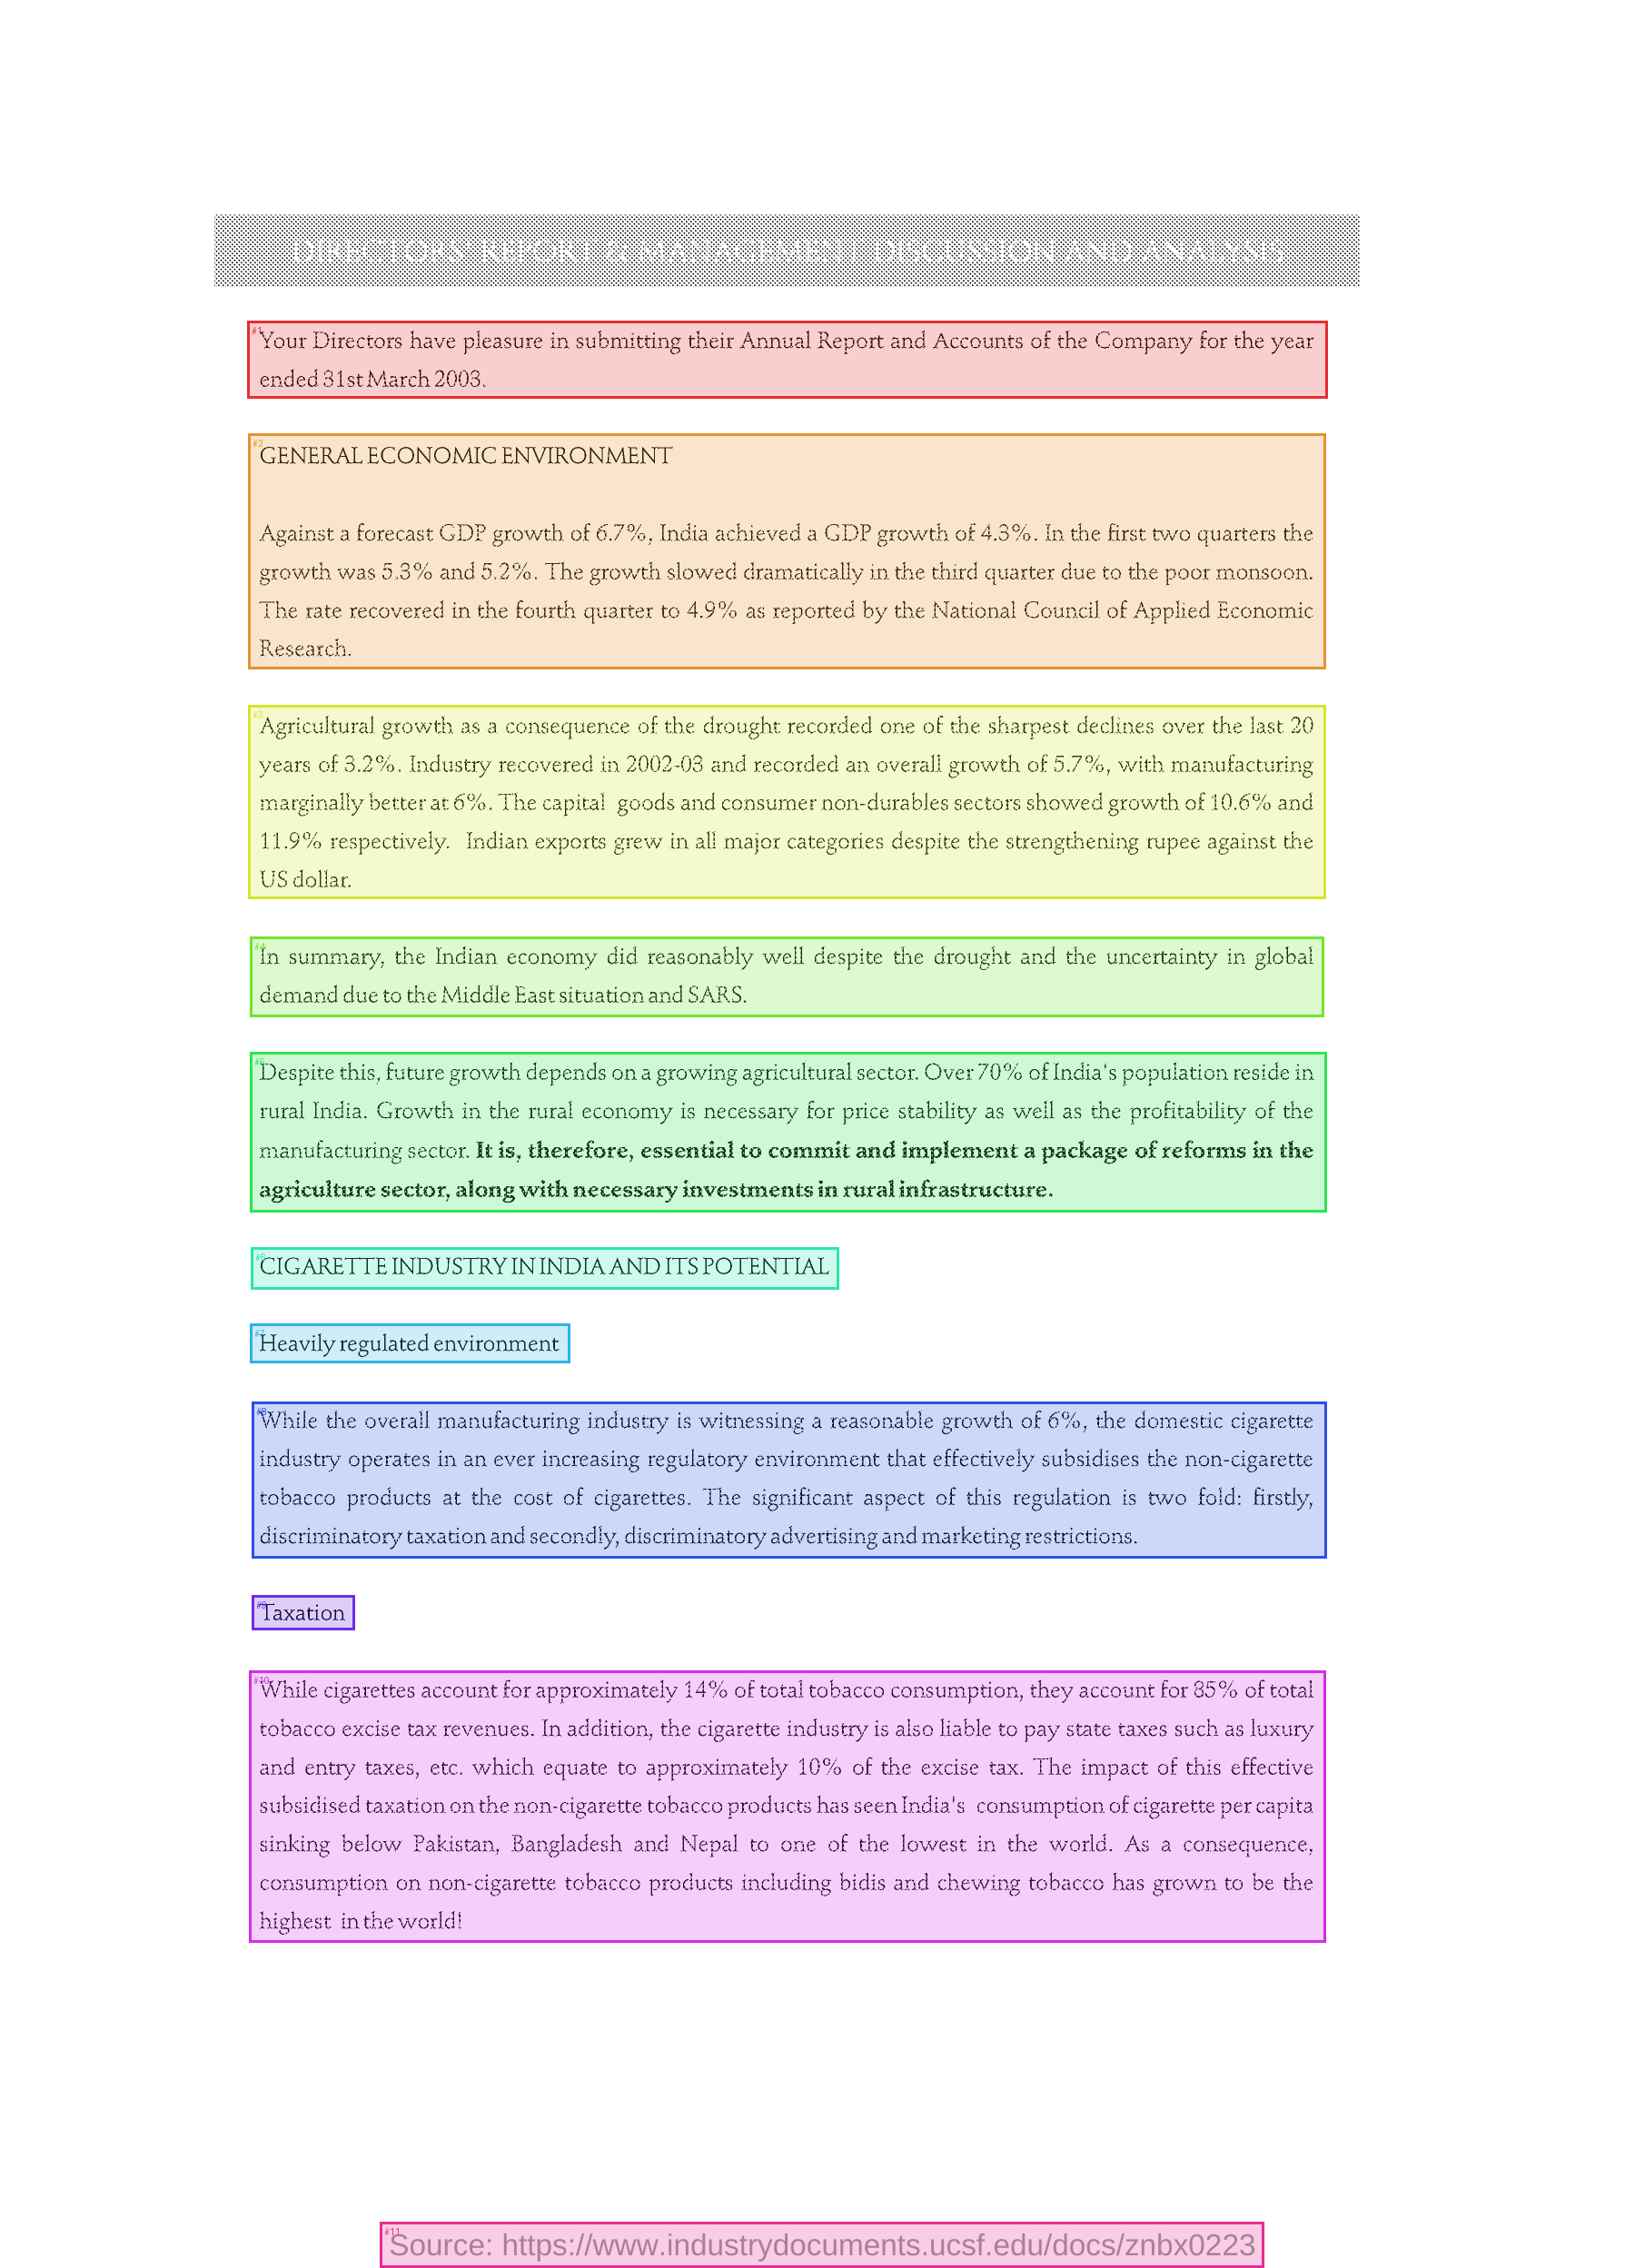 DIRECTORS' REPORT & MANAGEMENT DISCUSSION AND ANALYSIS
#1
Your Directors have pleasure in submitting their Annual Report and Accounts of the Company for the year
ended 31st March 2003.
#2
GENERAL ECONOMIC ENVIRONMENT
Against a forecast GDP growth of 6.7%, India achieved a GDP growth of 4.3%. In the first two quarters the
growth was 5.3% and 5.2%. The growth slowed dramatically in the third quarter due to the poor monsoon.
The rate recovered in the fourth quarter to 4.9% as reported by the National Council of Applied Economic
Research.
#3
Agricultural growth as a consequence of the drought recorded one of the sharpest declines over the last 20
years of 3.2%. Industry recovered in 2002-03 and recorded an overall growth of 5.7%, with manufacturing
marginally better at 6%. The capital goods and consumer non-durables sectors showed growth of 10.6% and
11.9% respectively. Indian exports grew in all major categories despite the strengthening rupee against the
US dollar.
#4
In summary, the Indian economy did reasonably well despite the drought and the uncertainty in global
demand due to the Middle East situation and SARS.
#5
Despite this, future growth depends on a growing agricultural sector. Over 70% of India's population reside in
rural India. Growth in the rural economy is necessary for price stability as well as the profitability of the
manufacturing sector. It is, therefore, essential to commit and implement a package of reforms in the
agriculture sector, along with necessary investments in rural infrastructure.
#6
CIGARETTE INDUSTRY IN INDIA AND ITS POTENTIAL
#7
Heavily regulated environment
#8
While the overall manufacturing industry is witnessing a reasonable growth of 6%, the domestic cigarette
industry operates in an ever increasing regulatory environment that effectively subsidises the non-cigarette
tobacco products at the cost of cigarettes. The significant aspect of this regulation is two fold: firstly,
discriminatory taxation and secondly, discriminatory advertising and marketing restrictions.
#9
Taxation
#10
While cigarettes account for approximately 14% of total tobacco consumption, they account for 85% of total
tobacco excise tax revenues. In addition, the cigarette industry is also liable to pay state taxes such as luxury
and entry taxes, etc. which equate to approximately 10% of the excise tax. The impact of this effective
subsidised taxation on the non-cigarette tobacco products has seen India's consumption of cigarette per capita
sinking below Pakistan, Bangladesh and Nepal to one of the lowest in the world. As a consequence,
consumption on non-cigarette tobacco products including bidis and chewing tobacco has grown to be the
highest in the world!
#11
Source: https://www.industrydocuments.ucsf.edu/docs/znbx0223